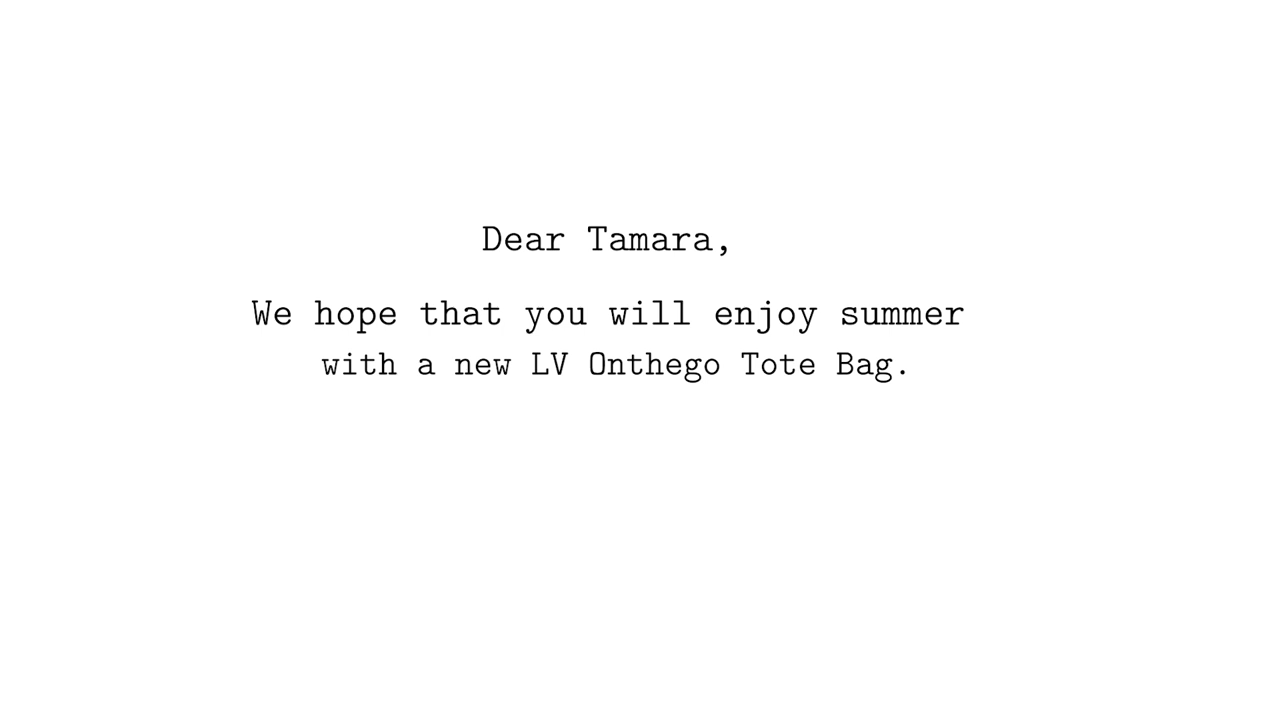 Dear Tamara,
We hope that you will enjoy summer
with a new LV Onthego Tote Bag.